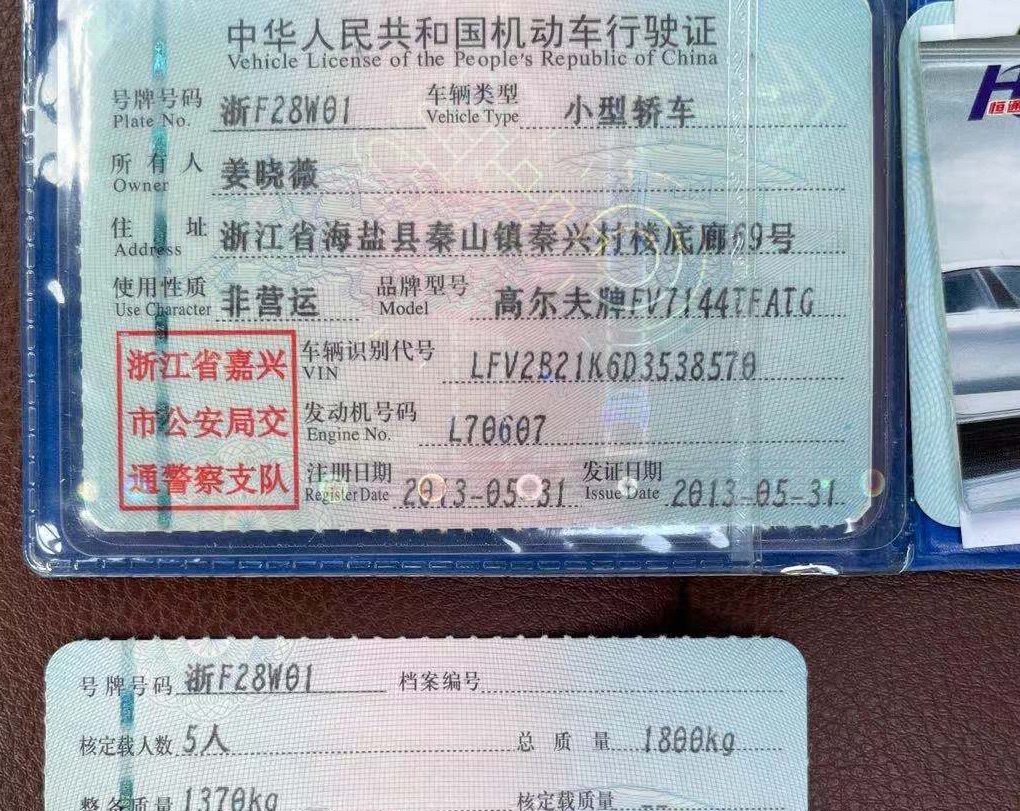 中华人民共和国机动车行驶证
Vehicle License of the People's Republic of China
号牌号码 浙F28W01 车辆类型 小型轿车
Plate No. Vehicle Type
所有人 姜晓薇
Owner
住址 浙江省海盐县秦山镇秦兴村楼底廊69号
Address
使用性质 非营运 品牌型号 高尔夫牌FV7144TFATG
Use Character Model
浙江省嘉兴
市公安局交
通警察支队
车辆识别代号 LFV2B21K6D3538570
VIN
发动机号码 L70607
Engine No.
注册日期 2013-05-31 发证日期 2013-05-31
Register Date Issue Date
恒通
号牌号码 浙F28W01 档案编号
核定载人数 5人 总质量 1800kg
整备质量 1370kg 核定载质量